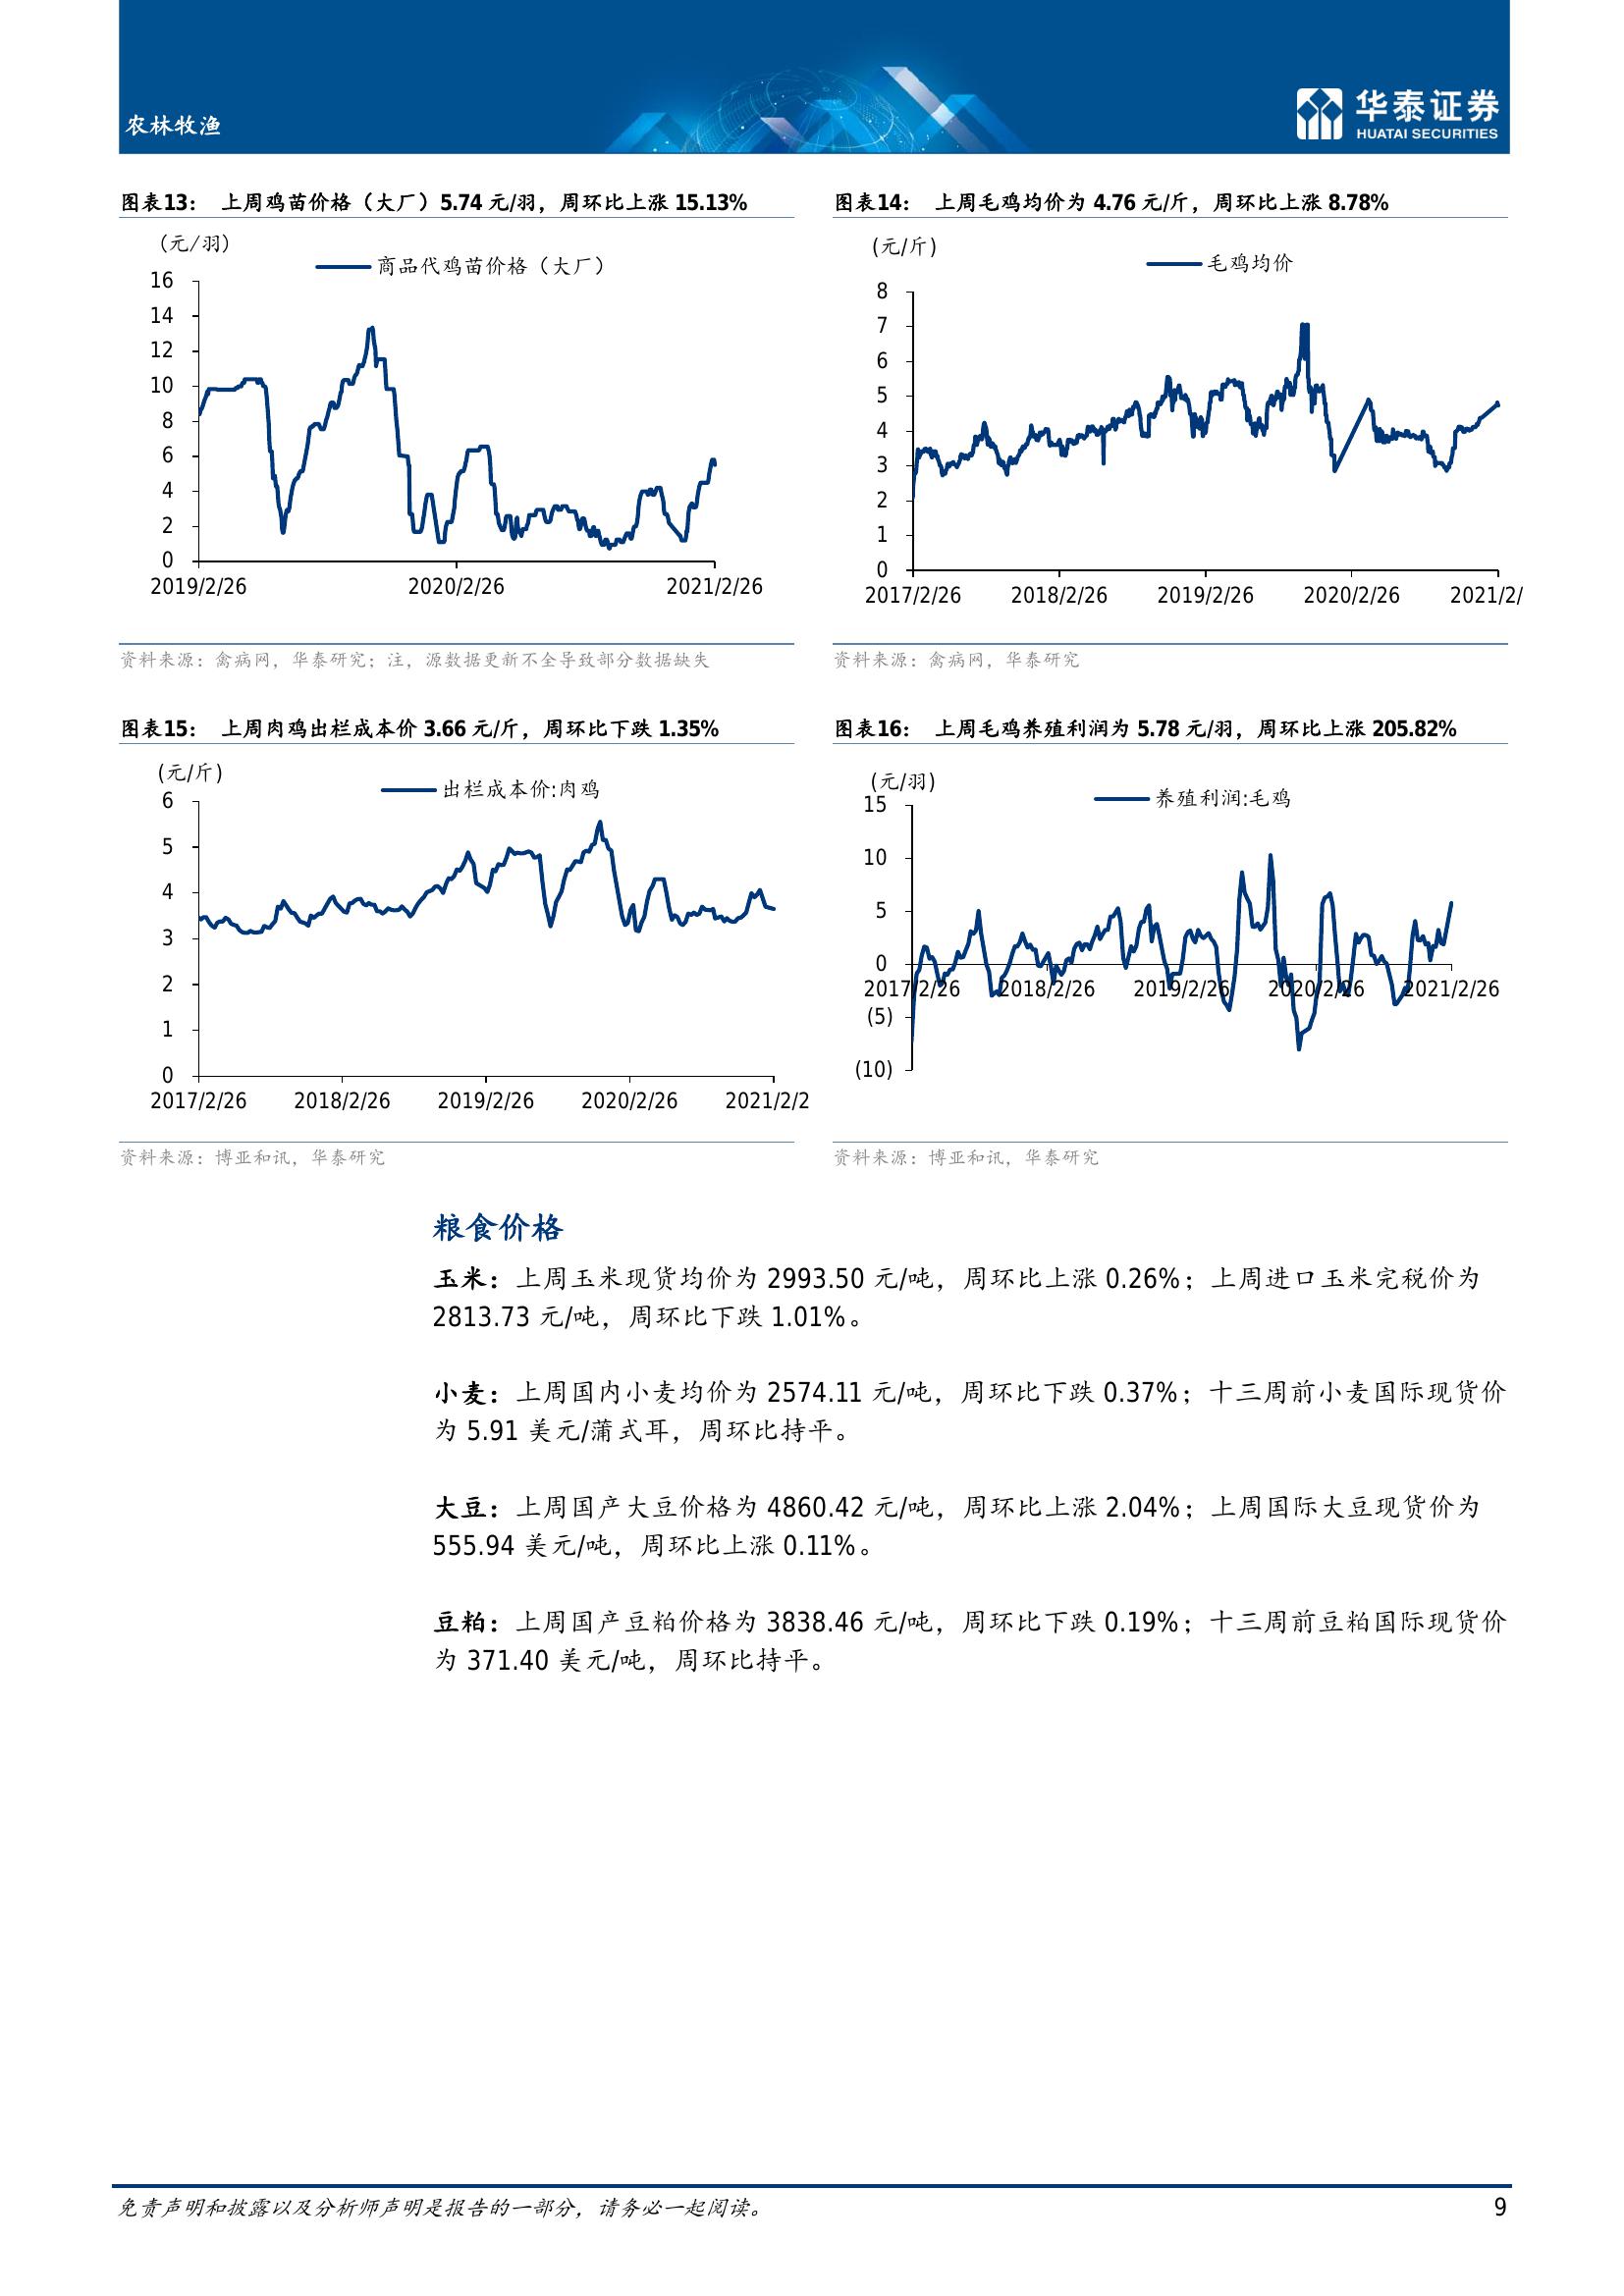 农林牧渔
华泰证券
HUATAI SECURITIES
图表13： 上周鸡苗价格（大厂）5.74 元/羽，周环比上涨 15.13%
（元/羽）
商品代鸡苗价格（大厂）
16
14
12
10
8
6
4
2
0
2019/2/26 2020/2/26 2021/2/26
资料来源：禽病网，华泰研究；注，源数据更新不全导致部分数据缺失
图表14： 上周毛鸡均价为 4.76 元/斤，周环比上涨 8.78%
(元/斤)
毛鸡均价
8
7
6
5
4
3
2
1
0
2017/2/26 2018/2/26 2019/2/26 2020/2/26 2021/2/
资料来源：禽病网，华泰研究
图表15： 上周肉鸡出栏成本价 3.66 元/斤，周环比下跌 1.35%
(元/斤)
出栏成本价:肉鸡
6
5
4
3
2
1
0
2017/2/26 2018/2/26 2019/2/26 2020/2/26 2021/2/2
资料来源：博亚和讯，华泰研究
图表16： 上周毛鸡养殖利润为 5.78 元/羽，周环比上涨 205.82%
(元/羽)
养殖利润:毛鸡
15
10
5
0
2017/2/26 2018/2/26 2019/2/26 2020/2/26 2021/2/26
(5)
(10)
资料来源：博亚和讯，华泰研究
粮食价格
玉米：上周玉米现货均价为 2993.50 元/吨，周环比上涨 0.26%；上周进口玉米完税价为
2813.73 元/吨，周环比下跌 1.01%。
小麦：上周国内小麦均价为 2574.11 元/吨，周环比下跌 0.37%；十三周前小麦国际现货价
为 5.91 美元/蒲式耳，周环比持平。
大豆：上周国产大豆价格为 4860.42 元/吨，周环比上涨 2.04%；上周国际大豆现货价为
555.94 美元/吨，周环比上涨 0.11%。
豆粕：上周国产豆粕价格为 3838.46 元/吨，周环比下跌 0.19%；十三周前豆粕国际现货价
为 371.40 美元/吨，周环比持平。
免责声明和披露以及分析师声明是报告的一部分，请务必一起阅读。 9